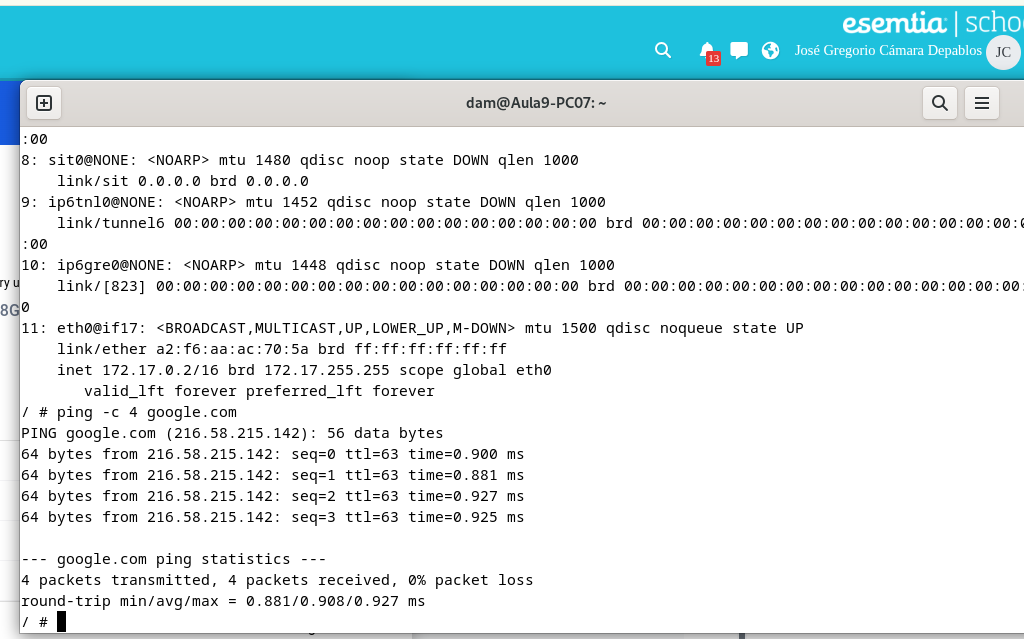 esemtia | scho
13
José Gregorio Cámara Depablos JC
dam@Aula9-PC07: ~
:00
8: sit0@NONE: <NOARP> mtu 1480 qdisc noop state DOWN qlen 1000
    link/sit 0.0.0.0 brd 0.0.0.0
9: ip6tnl0@NONE: <NOARP> mtu 1452 qdisc noop state DOWN qlen 1000
    link/tunnel6 00:00:00:00:00:00:00:00:00:00:00:00:00:00:00:00 brd 00:00:00:00:00:00:00:00:00:00:00:00:00:00:0
:00
10: ip6gre0@NONE: <NOARP> mtu 1448 qdisc noop state DOWN qlen 1000
    link/[823] 00:00:00:00:00:00:00:00:00:00:00:00:00:00:00:00 brd 00:00:00:00:00:00:00:00:00:00:00:00:00:00:00:
0
11: eth0@if17: <BROADCAST,MULTICAST,UP,LOWER_UP,M-DOWN> mtu 1500 qdisc noqueue state UP
    link/ether a2:f6:aa:ac:70:5a brd ff:ff:ff:ff:ff:ff
    inet 172.17.0.2/16 brd 172.17.255.255 scope global eth0
       valid_lft forever preferred_lft forever
/ # ping -c 4 google.com
PING google.com (216.58.215.142): 56 data bytes
64 bytes from 216.58.215.142: seq=0 ttl=63 time=0.900 ms
64 bytes from 216.58.215.142: seq=1 ttl=63 time=0.881 ms
64 bytes from 216.58.215.142: seq=2 ttl=63 time=0.927 ms
64 bytes from 216.58.215.142: seq=3 ttl=63 time=0.925 ms
--- google.com ping statistics ---
4 packets transmitted, 4 packets received, 0% packet loss
round-trip min/avg/max = 0.881/0.908/0.927 ms
/ #
ry u
8G